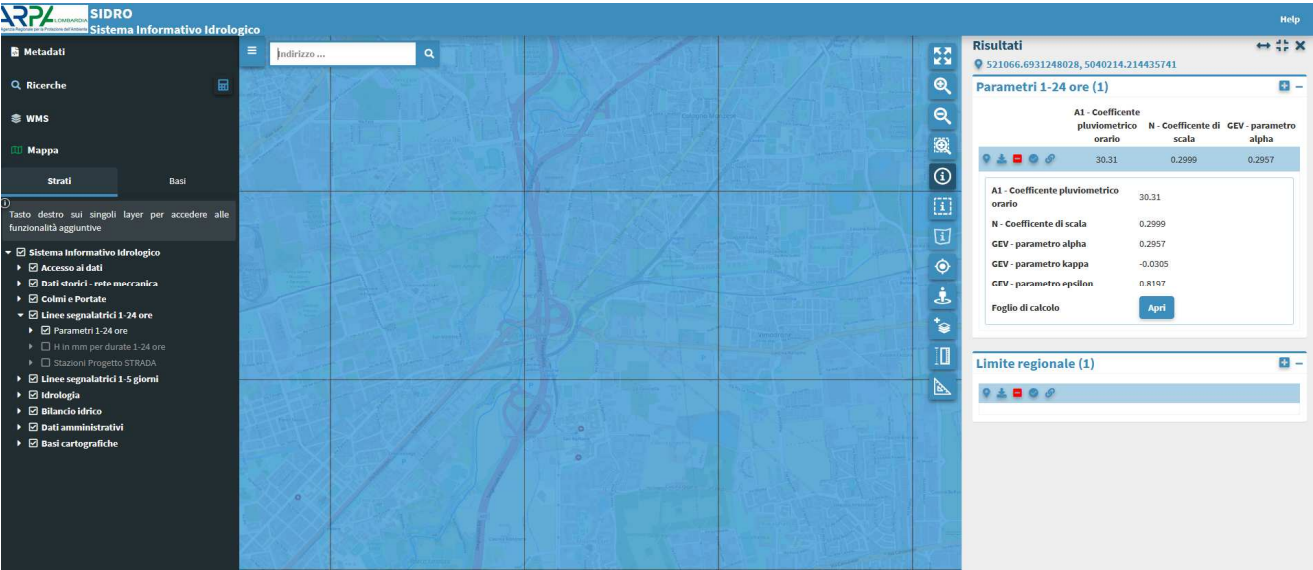 ARPA LOMBARDIA
SIDRO
Sistema Informativo Idrologico
Help
Metadati
Ricerche
WMS
Mappa
Strati
Basi
Tasto destro sui singoli layer per accedere alle
funzionalità aggiuntive
Sistema Informativo Idrologico
Accesso ai dati
Dati storici - rete meccanica
Colmi e Portate
Linee segnalatrici 1-24 ore
Parametri 1-24 ore
H in mm per durate 1-24 ore
Stazioni Progetto STRADA
Linee segnalatrici 1-5 giorni
Idrologia
Bilancio idrico
Dati amministrativi
Basi cartografiche
Indirizzo ...
Risultati
521066.6931248028, 5040214.214435741
Parametri 1-24 ore (1)
A1 - Coefficente
pluviometrico
orario
N - Coefficente di
scala
GEV - parametro
alpha
30.31
0.2999
0.2957
A1 - Coefficente pluviometrico
orario
30.31
N - Coefficente di scala
0.2999
GEV - parametro alpha
0.2957
GEV - parametro kappa
-0.0305
GEV - parametro epsilon
0.8197
Foglio di calcolo
Apri
Limite regionale (1)